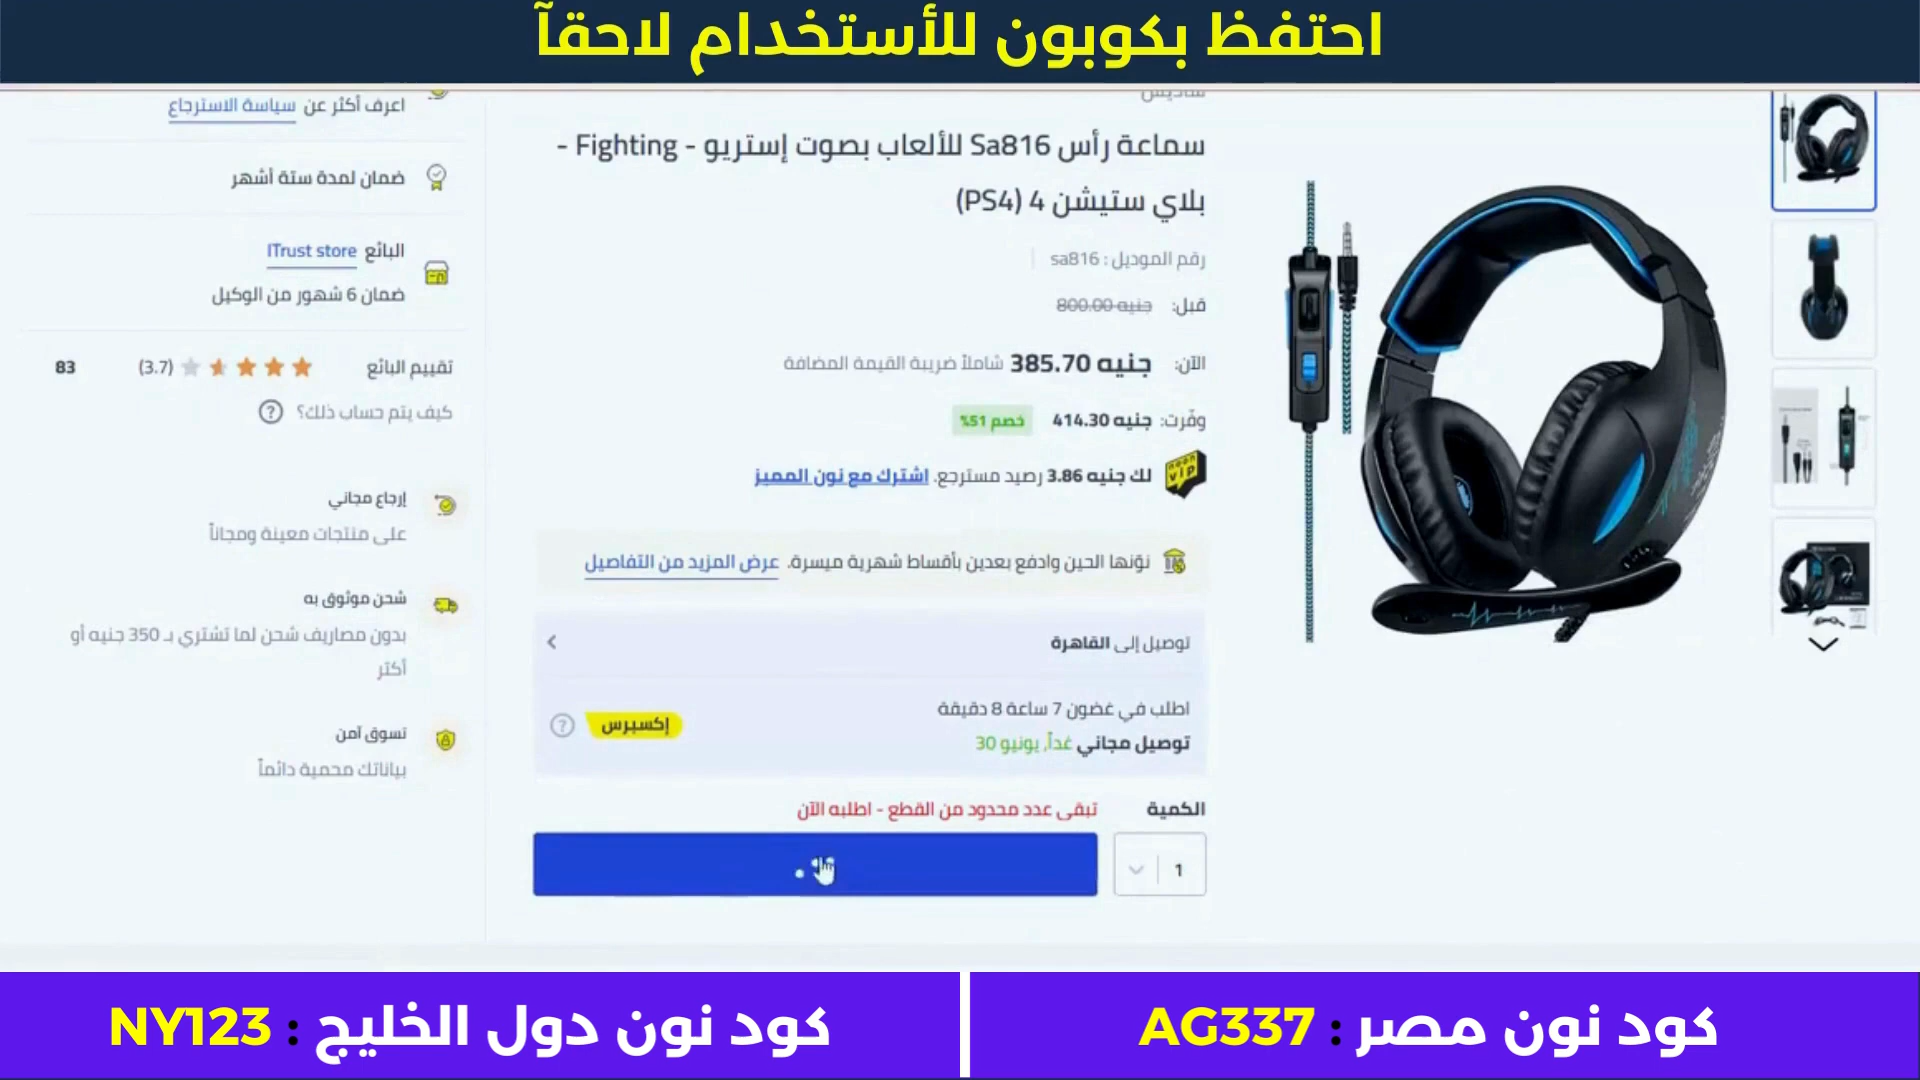 احتفظ بكوبون للأستخدام لاحقآ
ساديس
سماعة رأس Sa816 للألعاب بصوت إستريو - Fighting -
بلاي ستيشن 4 (PS4)
رقم الموديل : sa816
قبل: جنيه 800.00
الآن: جنيه 385.70 شاملاً ضريبة القيمة المضافة
وفّرت: جنيه 414.30 خصم 51%
noon vip
لك جنيه 3.86 رصيد مسترجع. اشترك مع نون المميز
نوّنها الحين وادفع بعدين بأقساط شهرية ميسرة. عرض المزيد من التفاصيل
توصيل إلى القاهرة
اطلب في غضون 7 ساعة 8 دقيقة
توصيل مجاني غداً, يونيو 30
إكسبرس
الكمية
تبقى عدد محدود من القطع - اطلبه الآن
1
اعرف أكثر عن سياسة الاسترجاع
ضمان لمدة ستة أشهر
البائع ITrust store
ضمان 6 شهور من الوكيل
تقييم البائع (3.7) 83
كيف يتم حساب ذلك؟
إرجاع مجاني
على منتجات معينة ومجاناً
شحن موثوق به
بدون مصاريف شحن لما تشتري بـ 350 جنيه أو
أكثر
تسوق آمن
بياناتك محمية دائماً
كود نون مصر : AG337
كود نون دول الخليج : NY123